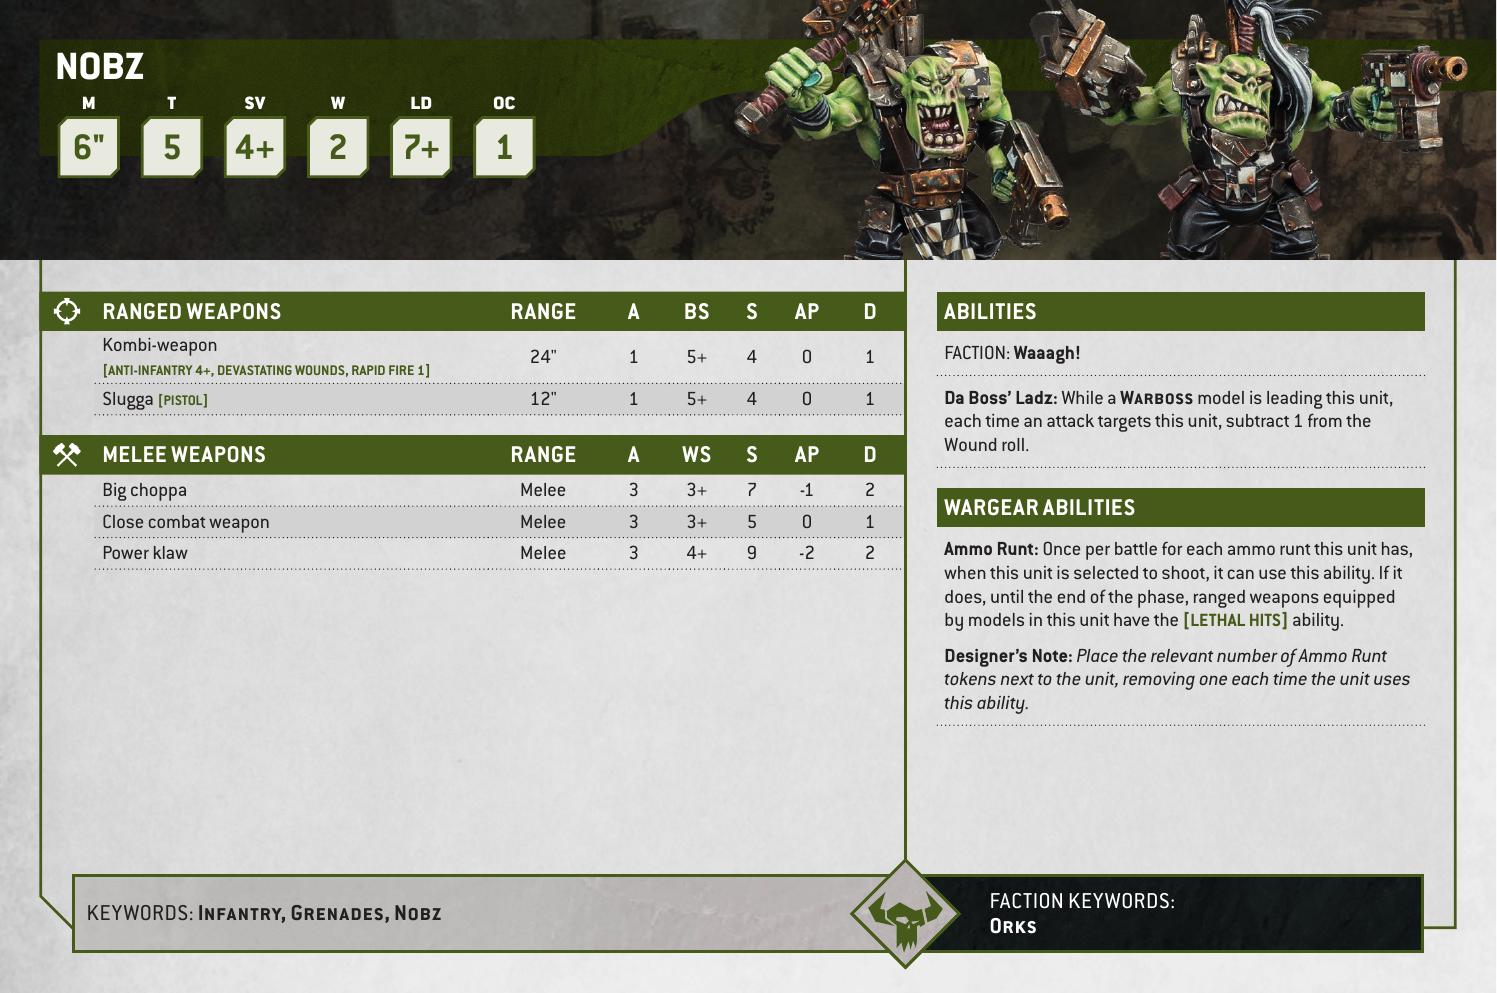 NOBZ
M T SV W LD OC
6" 5 4+ 2 7+ 1
RANGED WEAPONS RANGE A BS S AP D
Kombi-weapon
[ANTI-INFANTRY 4+, DEVASTATING WOUNDS, RAPID FIRE 1]
24" 1 5+ 4 0 1
Slugga [PISTOL] 12" 1 5+ 4 0 1
MELEE WEAPONS RANGE A WS S AP D
Big choppa Melee 3 3+ 7 -1 2
Close combat weapon Melee 3 3+ 5 0 1
Power klaw Melee 3 4+ 9 -2 2
ABILITIES
FACTION: Waaagh!
Da Boss’ Ladz: While a WARBOSS model is leading this unit,
each time an attack targets this unit, subtract 1 from the
Wound roll.
WARGEAR ABILITIES
Ammo Runt: Once per battle for each ammo runt this unit has,
when this unit is selected to shoot, it can use this ability. If it
does, until the end of the phase, ranged weapons equipped
by models in this unit have the [LETHAL HITS] ability.
Designer’s Note: Place the relevant number of Ammo Runt
tokens next to the unit, removing one each time the unit uses
this ability.
KEYWORDS: INFANTRY, GRENADES, NOBZ
FACTION KEYWORDS:
ORKS